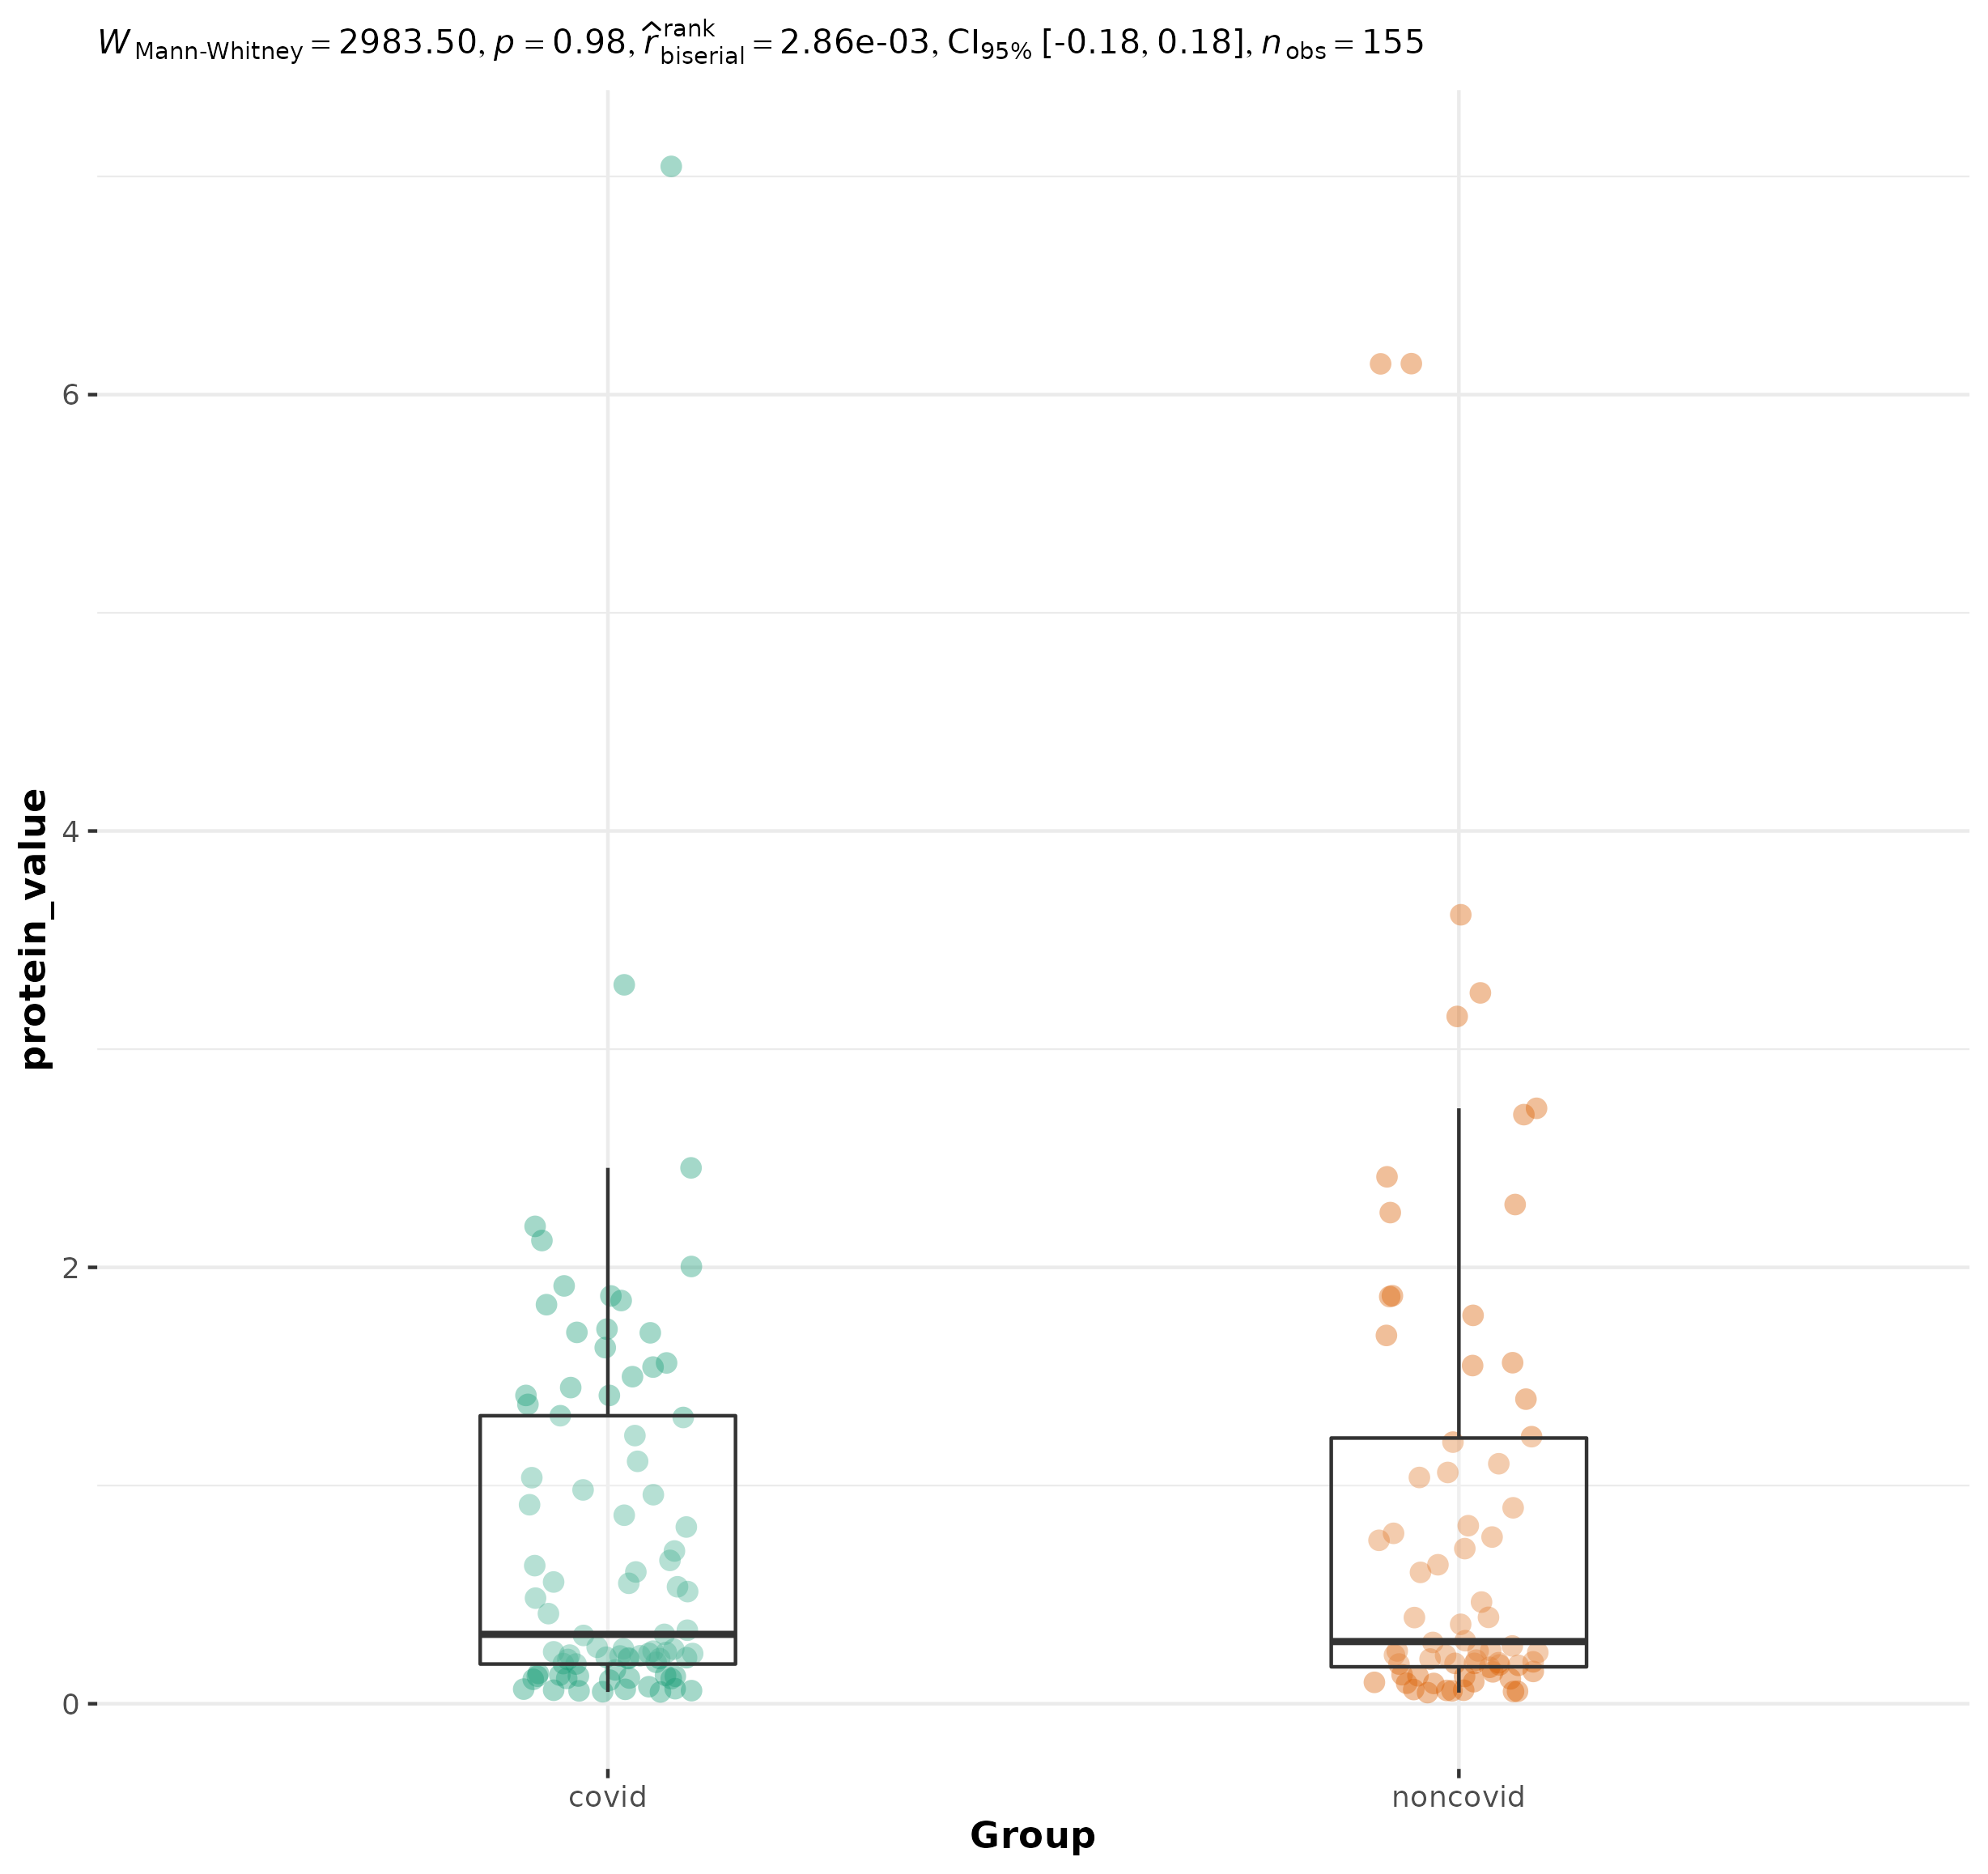 W Mann-Whitney = 2983.50, p = 0.98, r̂ rank biserial = 2.86e-03, CI95% [-0.18, 0.18], n obs = 155
6
4
2
0
protein_value
covid noncovid
Group